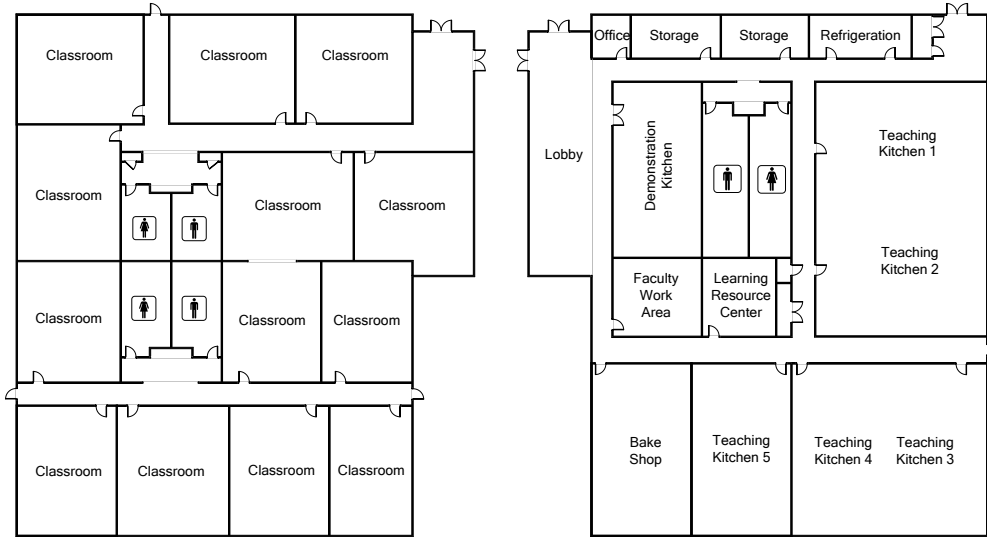 Classroom
Classroom
Classroom
Classroom
Classroom
Classroom
Classroom
Classroom
Classroom
Classroom
Classroom
Classroom
Classroom
Office
Storage
Storage
Refrigeration
Lobby
Demonstration
Kitchen
Teaching
Kitchen 1
Teaching
Kitchen 2
Faculty
Work
Area
Learning
Resource
Center
Bake
Shop
Teaching
Kitchen 5
Teaching
Kitchen 4
Teaching
Kitchen 3